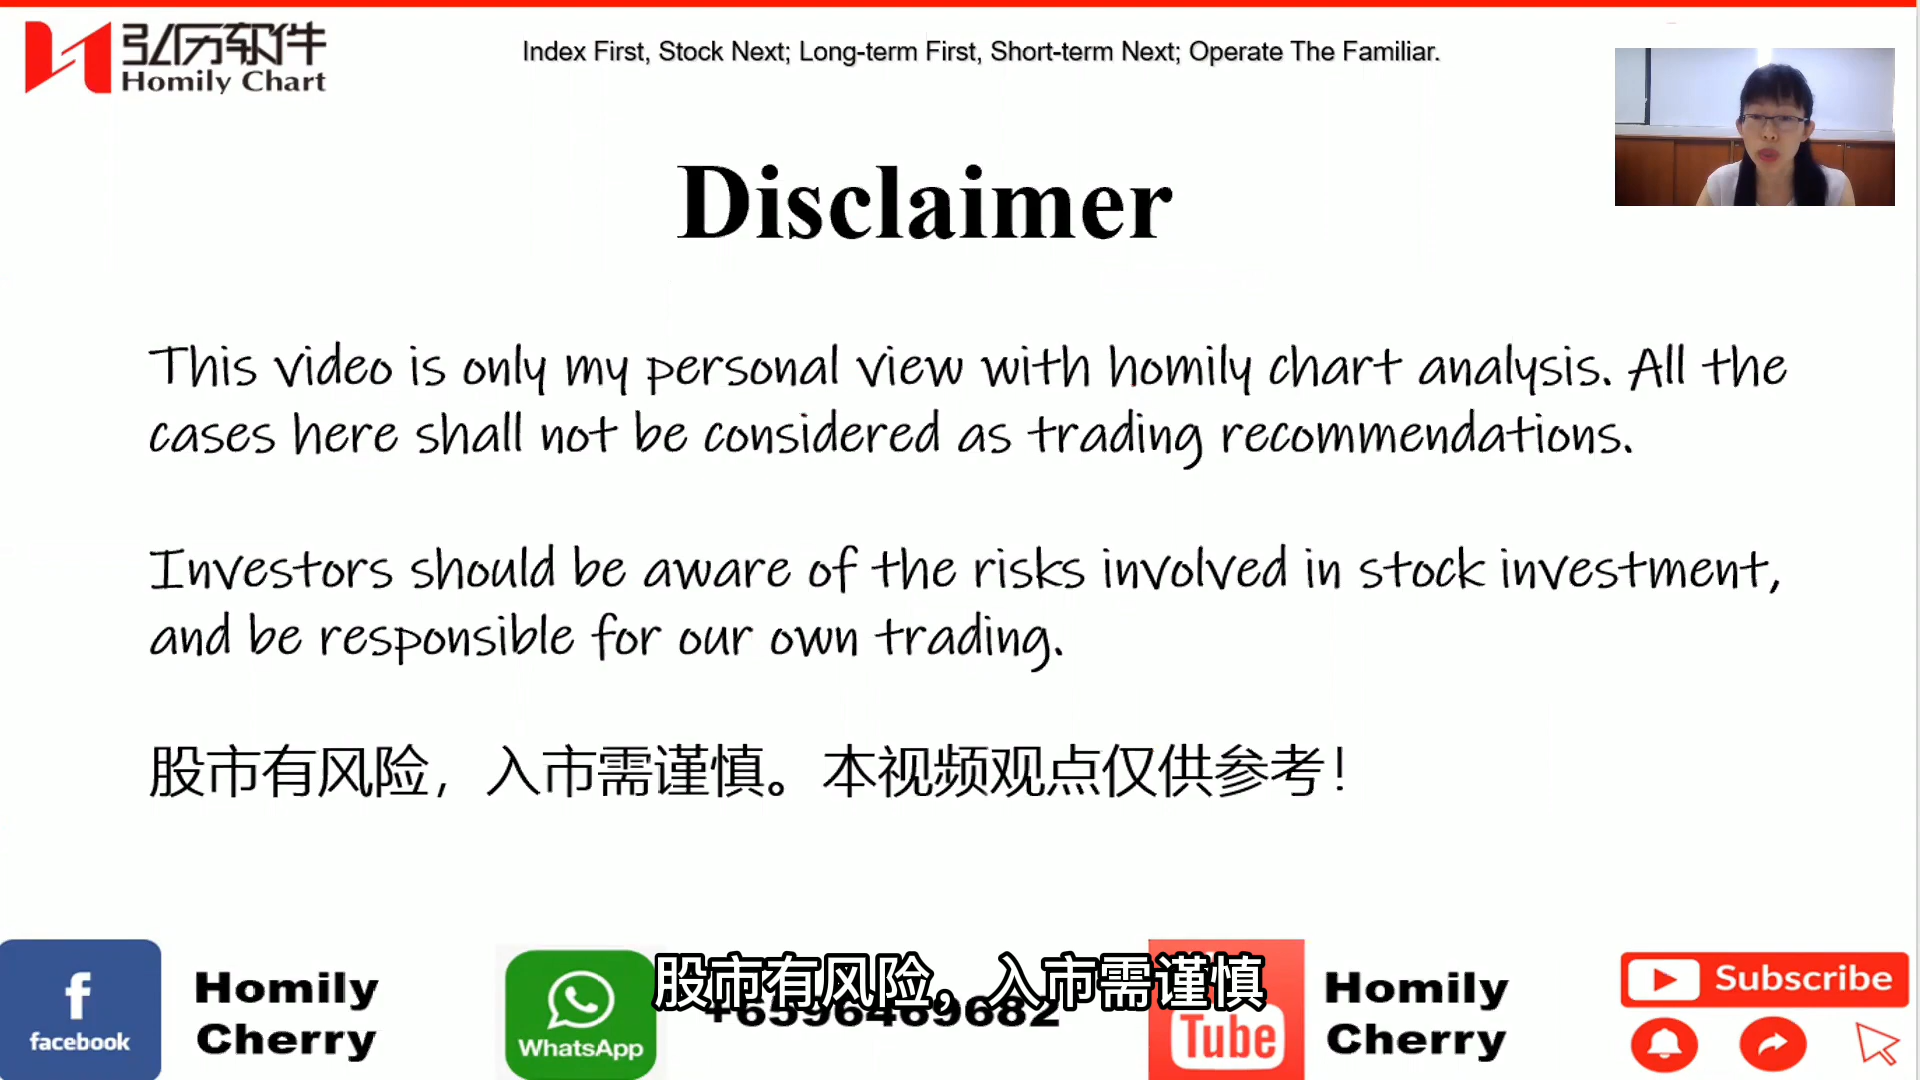 弘历软件
Homily Chart
Index First, Stock Next; Long-term First, Short-term Next; Operate The Familiar.
Disclaimer
This video is only my personal view with homily chart analysis. All the
cases here shall not be considered as trading recommendations.
Investors should be aware of the risks involved in stock investment,
and be responsible for our own trading.
股市有风险，入市需谨慎。本视频观点仅供参考！
facebook
Homily
Cherry
WhatsApp
+6596469682
股市有风险，入市需谨慎
Tube
Homily
Cherry
Subscribe